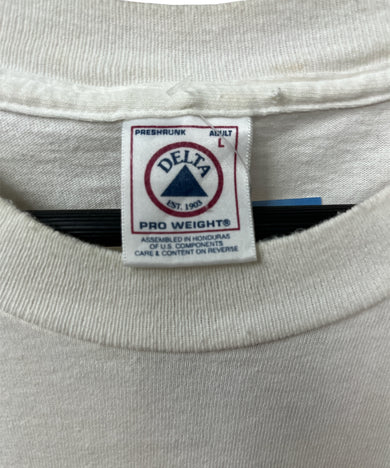 PRESHRUNK ADULT
L
DELTA
EST. 1903
PRO WEIGHT®
ASSEMBLED IN HONDURAS
OF U.S. COMPONENTS
CARE & CONTENT ON REVERSE